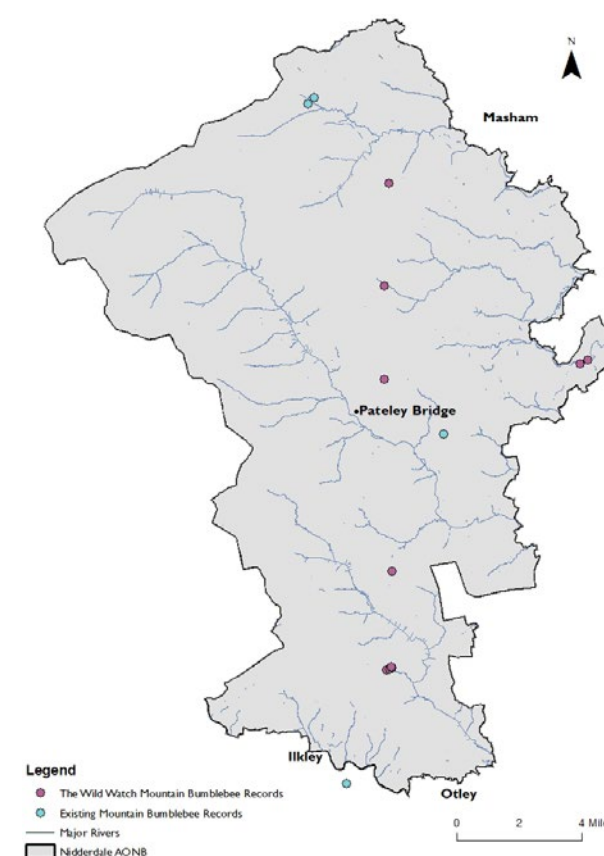 N
Masham
Pateley Bridge
Ilkley
Otley
Legend
The Wild Watch Mountain Bumblebee Records
Existing Mountain Bumblebee Records
Major Rivers
Nidderdale AONB
0 2 4 Mile